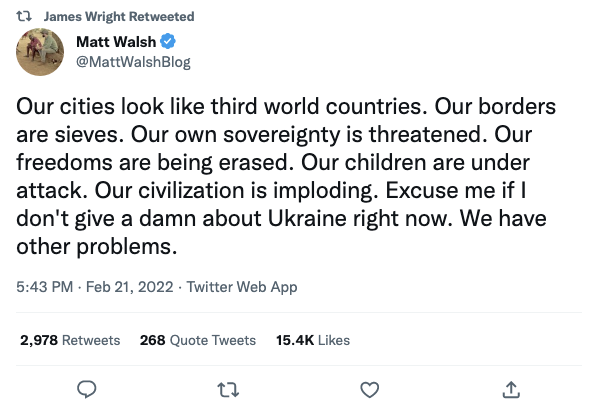 James Wright Retweeted
Matt Walsh
@MattWalshBlog
Our cities look like third world countries. Our borders
are sieves. Our own sovereignty is threatened. Our
freedoms are being erased. Our children are under
attack. Our civilization is imploding. Excuse me if I
don't give a damn about Ukraine right now. We have
other problems.
5:43 PM · Feb 21, 2022 · Twitter Web App
2,978 Retweets 268 Quote Tweets 15.4K Likes